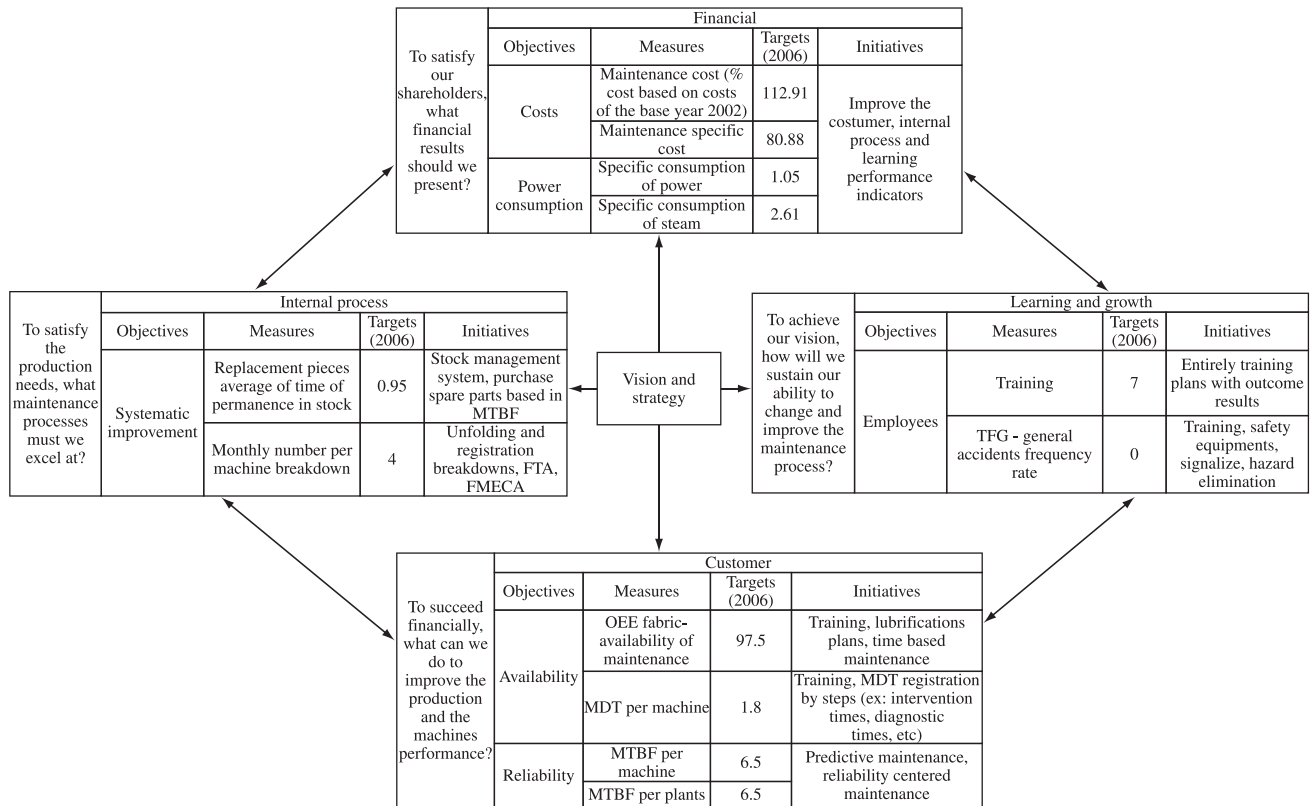 Financial
To satisfy
our
shareholders,
what
financial
results
should we
present?
Objectives
Measures
Targets
(2006)
Initiatives
Costs
Maintenance cost (%
cost based on costs
of the base year 2002)
112.91
Maintenance specific
cost
80.88
Power
consumption
Specific consumption
of power
1.05
Specific consumption
of steam
2.61
Improve the
costumer, internal
process and
learning
performance
indicators
Internal process
To satisfy
the
production
needs, what
maintenance
processes
must we
excel at?
Objectives
Measures
Targets
(2006)
Initiatives
Systematic
improvement
Replacement pieces
average of time of
permanence in stock
0.95
Stock management
system, purchase
spare parts based in
MTBF
Monthly number per
machine breakdown
4
Unfolding and
registration
breakdowns, FTA,
FMECA
Vision and
strategy
Learning and growth
To achieve
our vision,
how will we
sustain our
ability to
change and
improve the
maintenance
process?
Objectives
Measures
Targets
(2006)
Initiatives
Employees
Training
7
Entirely training
plans with outcome
results
TFG - general
accidents frequency
rate
0
Training, safety
equipments,
signalize, hazard
elimination
Customer
To succeed
financially,
what can we
do to
improve the
production
and the
machines
performance?
Objectives
Measures
Targets
(2006)
Initiatives
Availability
OEE fabric-
availability of
maintenance
97.5
Training, lubrifications
plans, time based
maintenance
MDT per machine
1.8
Training, MDT registration
by steps (ex: intervention
times, diagnostic
times, etc)
Reliability
MTBF per
machine
6.5
MTBF per plants
6.5
Predictive maintenance,
reliability centered
maintenance